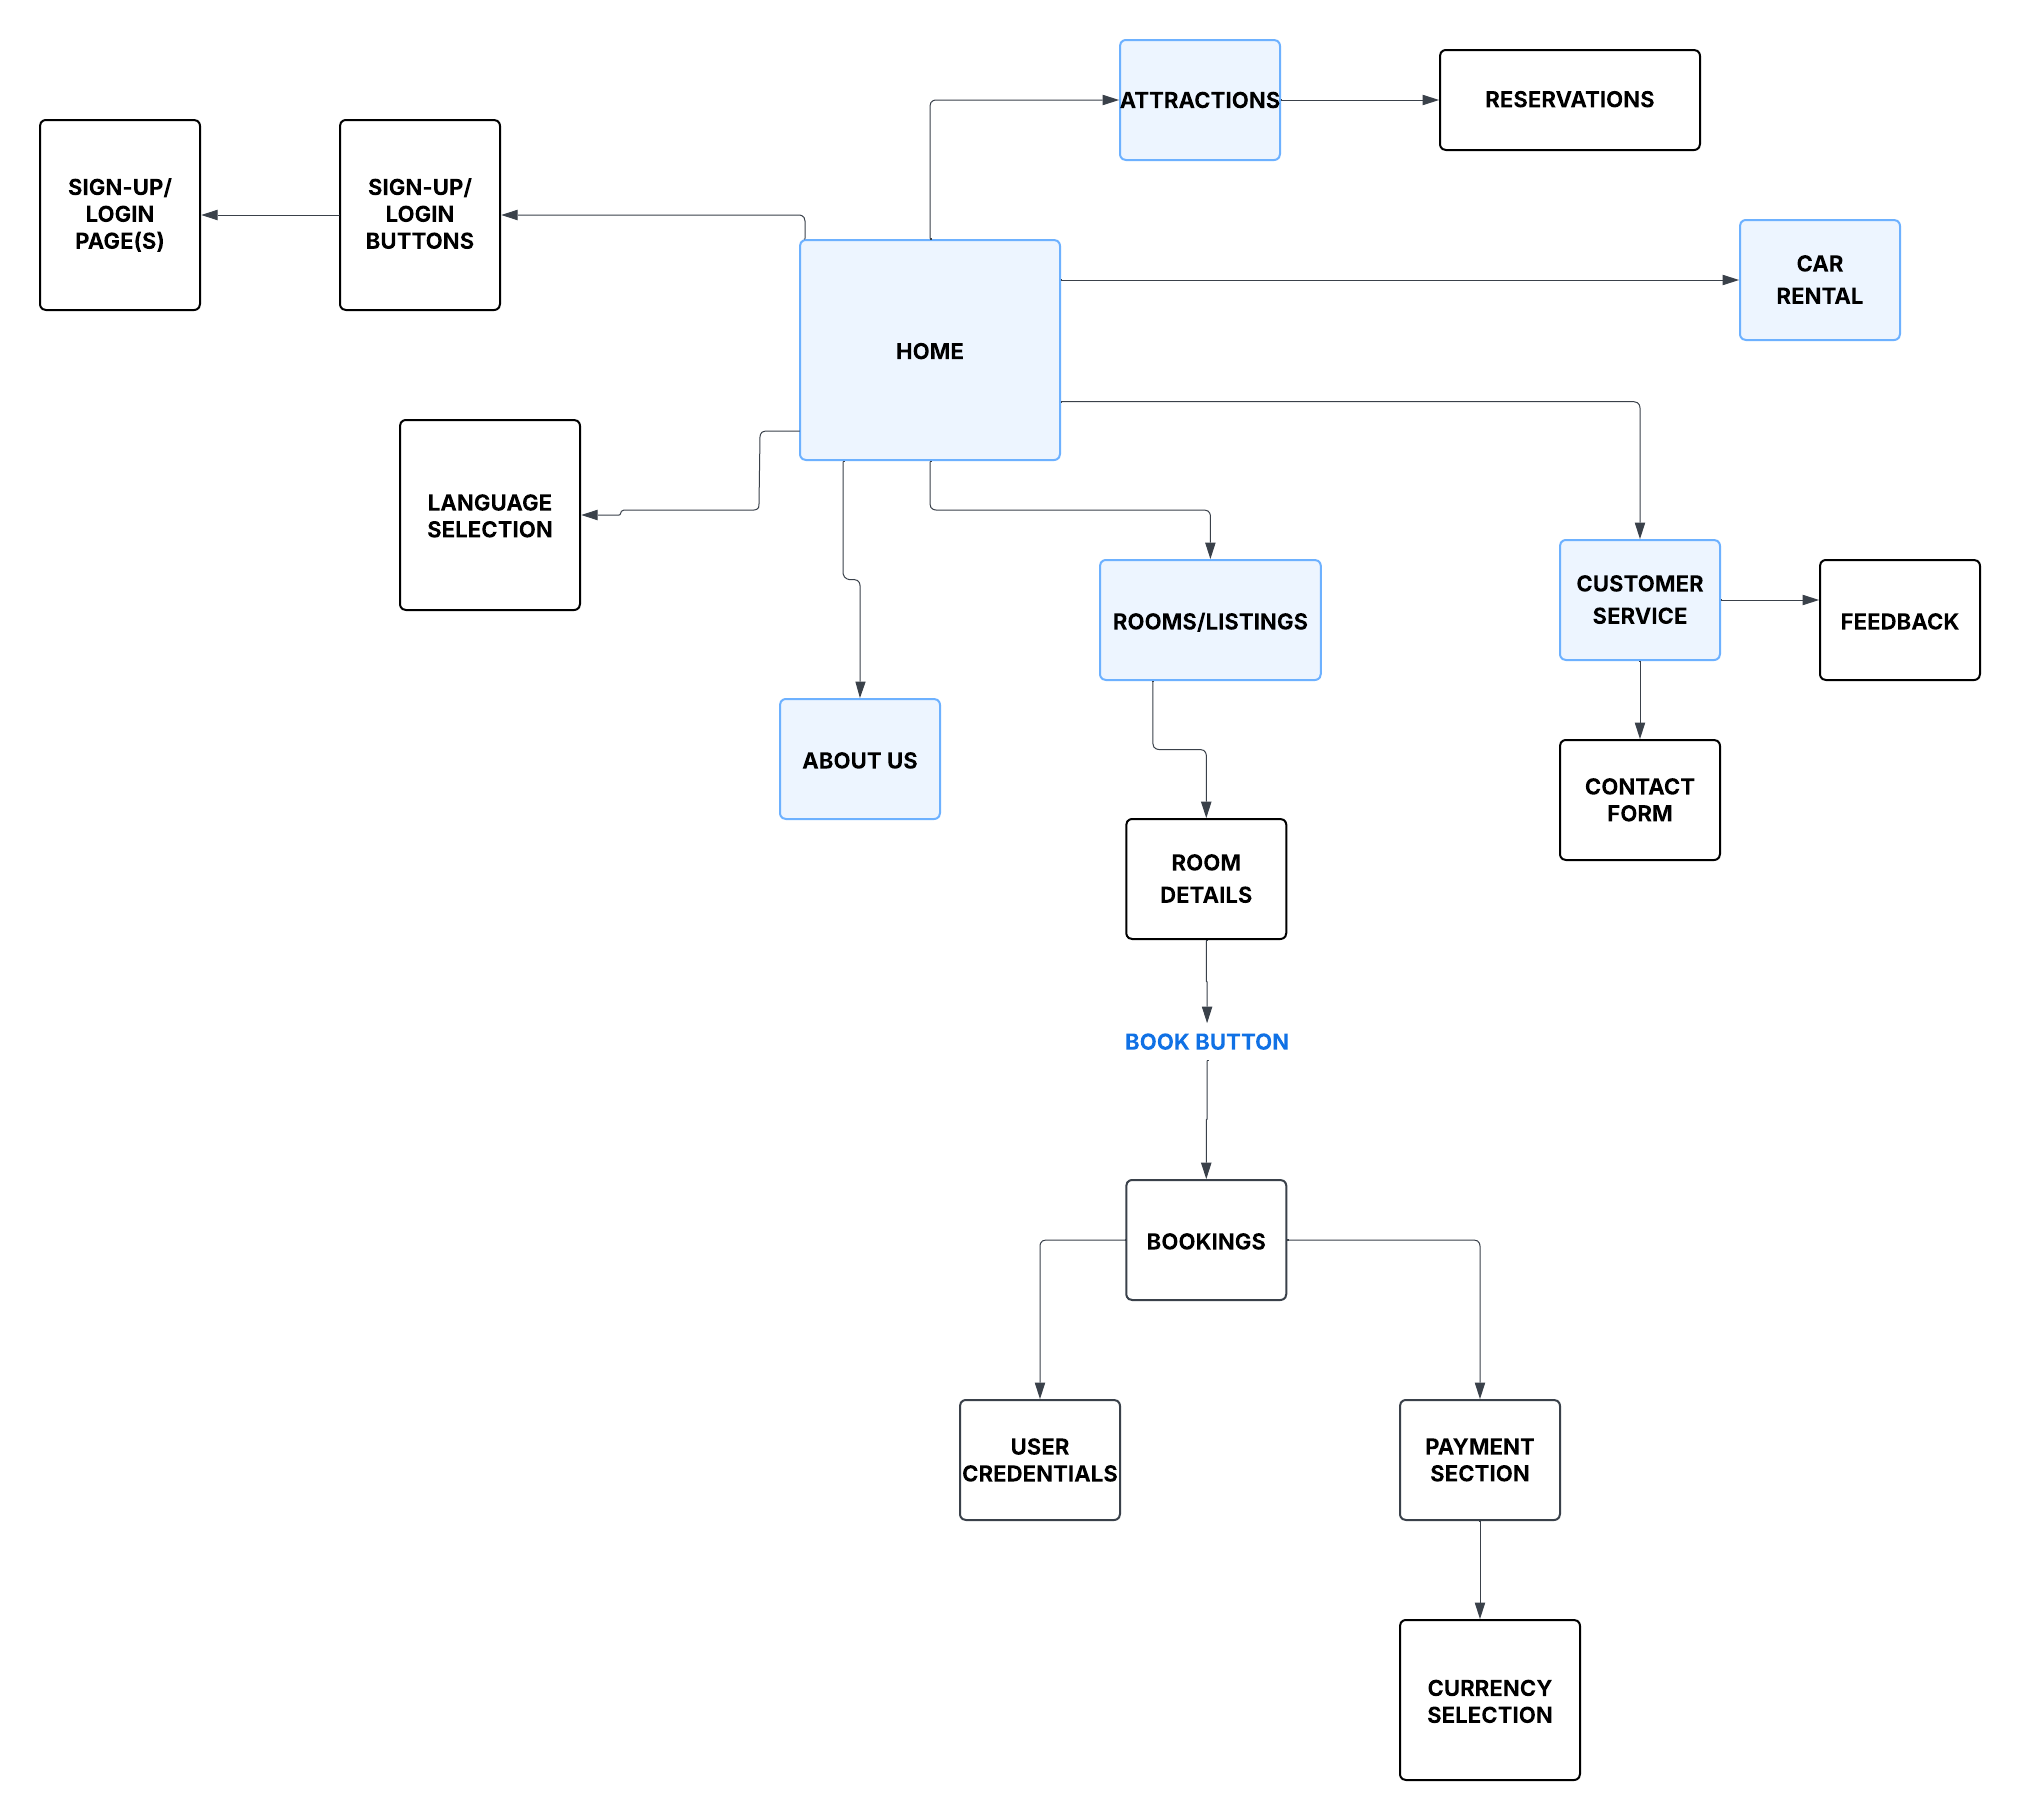 ATTRACTIONS
RESERVATIONS
SIGN-UP/
LOGIN
PAGE(S)
SIGN-UP/
LOGIN
BUTTONS
CAR
RENTAL
HOME
LANGUAGE
SELECTION
CUSTOMER
SERVICE
ROOMS/LISTINGS
FEEDBACK
ABOUT US
CONTACT
FORM
ROOM
DETAILS
BOOK BUTTON
BOOKINGS
USER
CREDENTIALS
PAYMENT
SECTION
CURRENCY
SELECTION